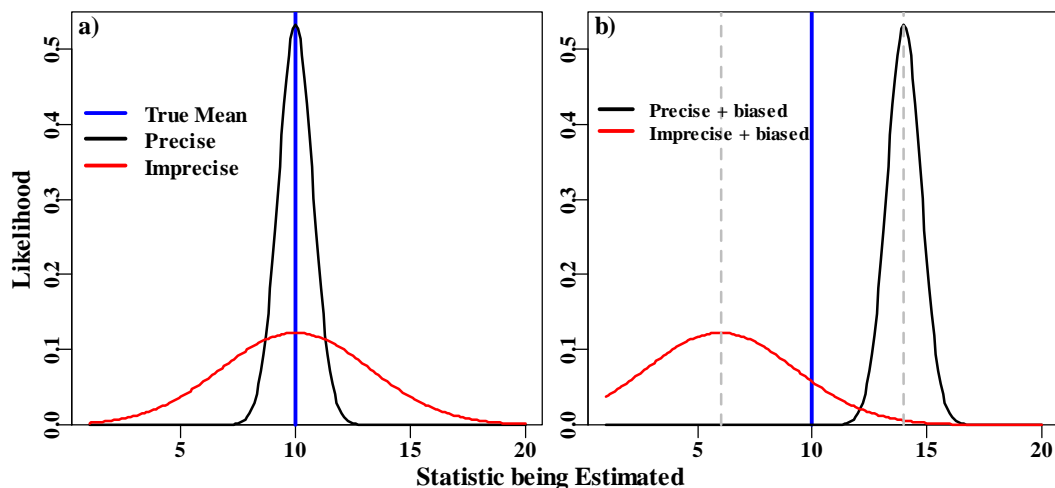 a)
True Mean
Precise
Imprecise
0.0 0.1 0.2 0.3 0.4 0.5
Likelihood
5 10 15 20
b)
Precise + biased
Imprecise + biased
0.0 0.1 0.2 0.3 0.4 0.5
5 10 15 20
Statistic being Estimated